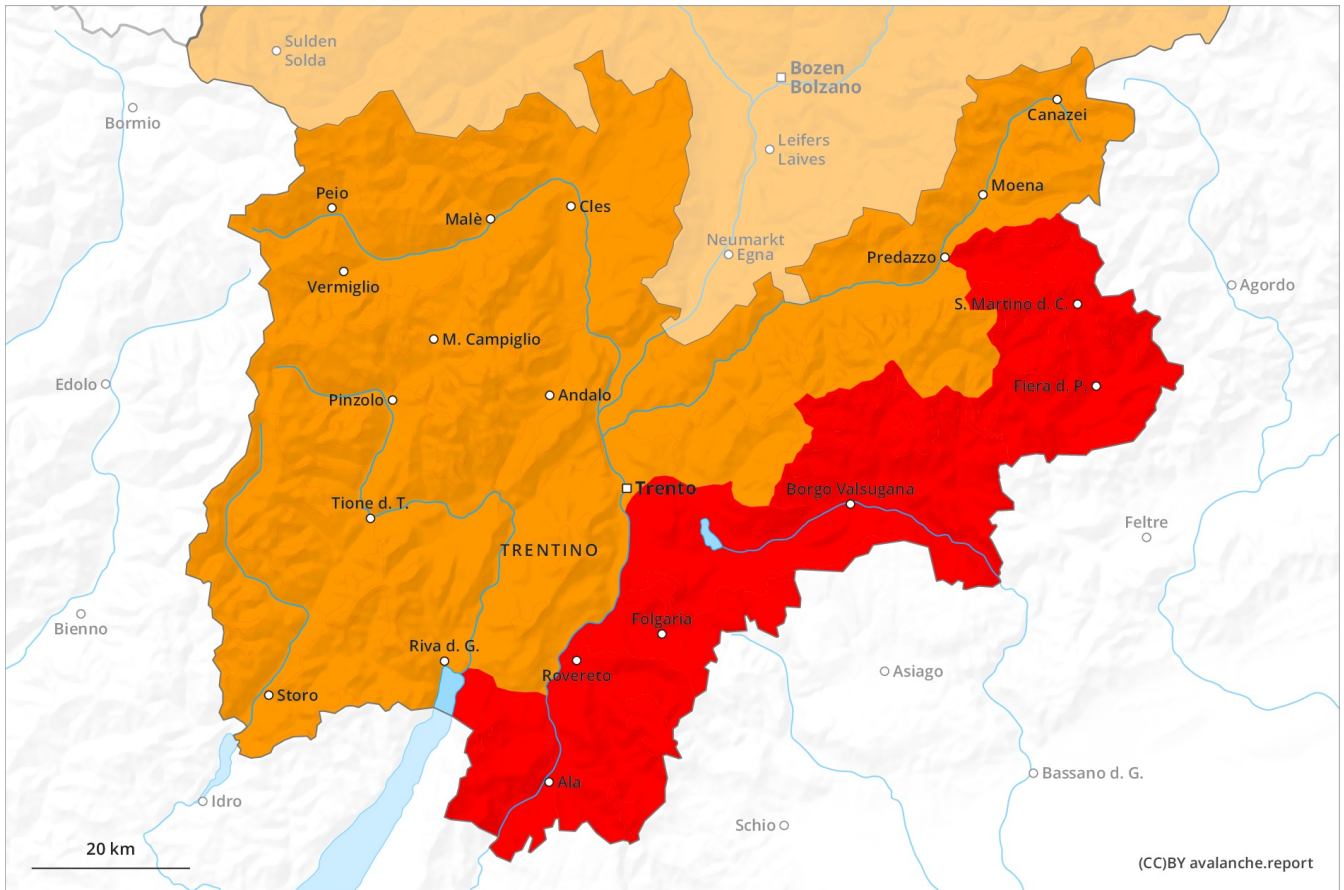 Sulden
Solda
Bozen
Bolzano
Bormio
Canazei
Leifers
Laives
Peio
Moena
Malè
Cles
Neumarkt
Egna
Predazzo
Vermiglio
Agordo
S. Martino d. C.
M. Campiglio
Edolo
Fiera d. P.
Pinzolo
Andalo
Trento
Borgo Valsugana
Tione d. T.
Feltre
TRENTINO
Bienno
Folgaria
Riva d. G.
Rovereto
Asiago
Storo
Ala
Bassano d. G.
Idro
Schio
20 km
(CC)BY avalanche.report